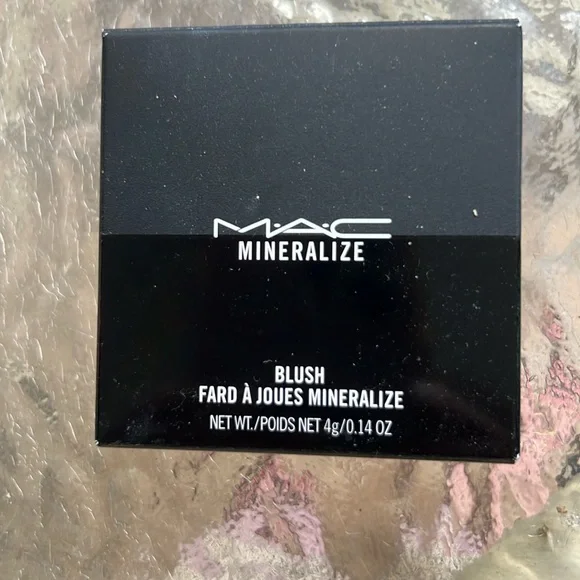 M·A·C
MINERALIZE
BLUSH
FARD À JOUES MINERALIZE
NET WT./POIDS NET 4g/0.14 OZ